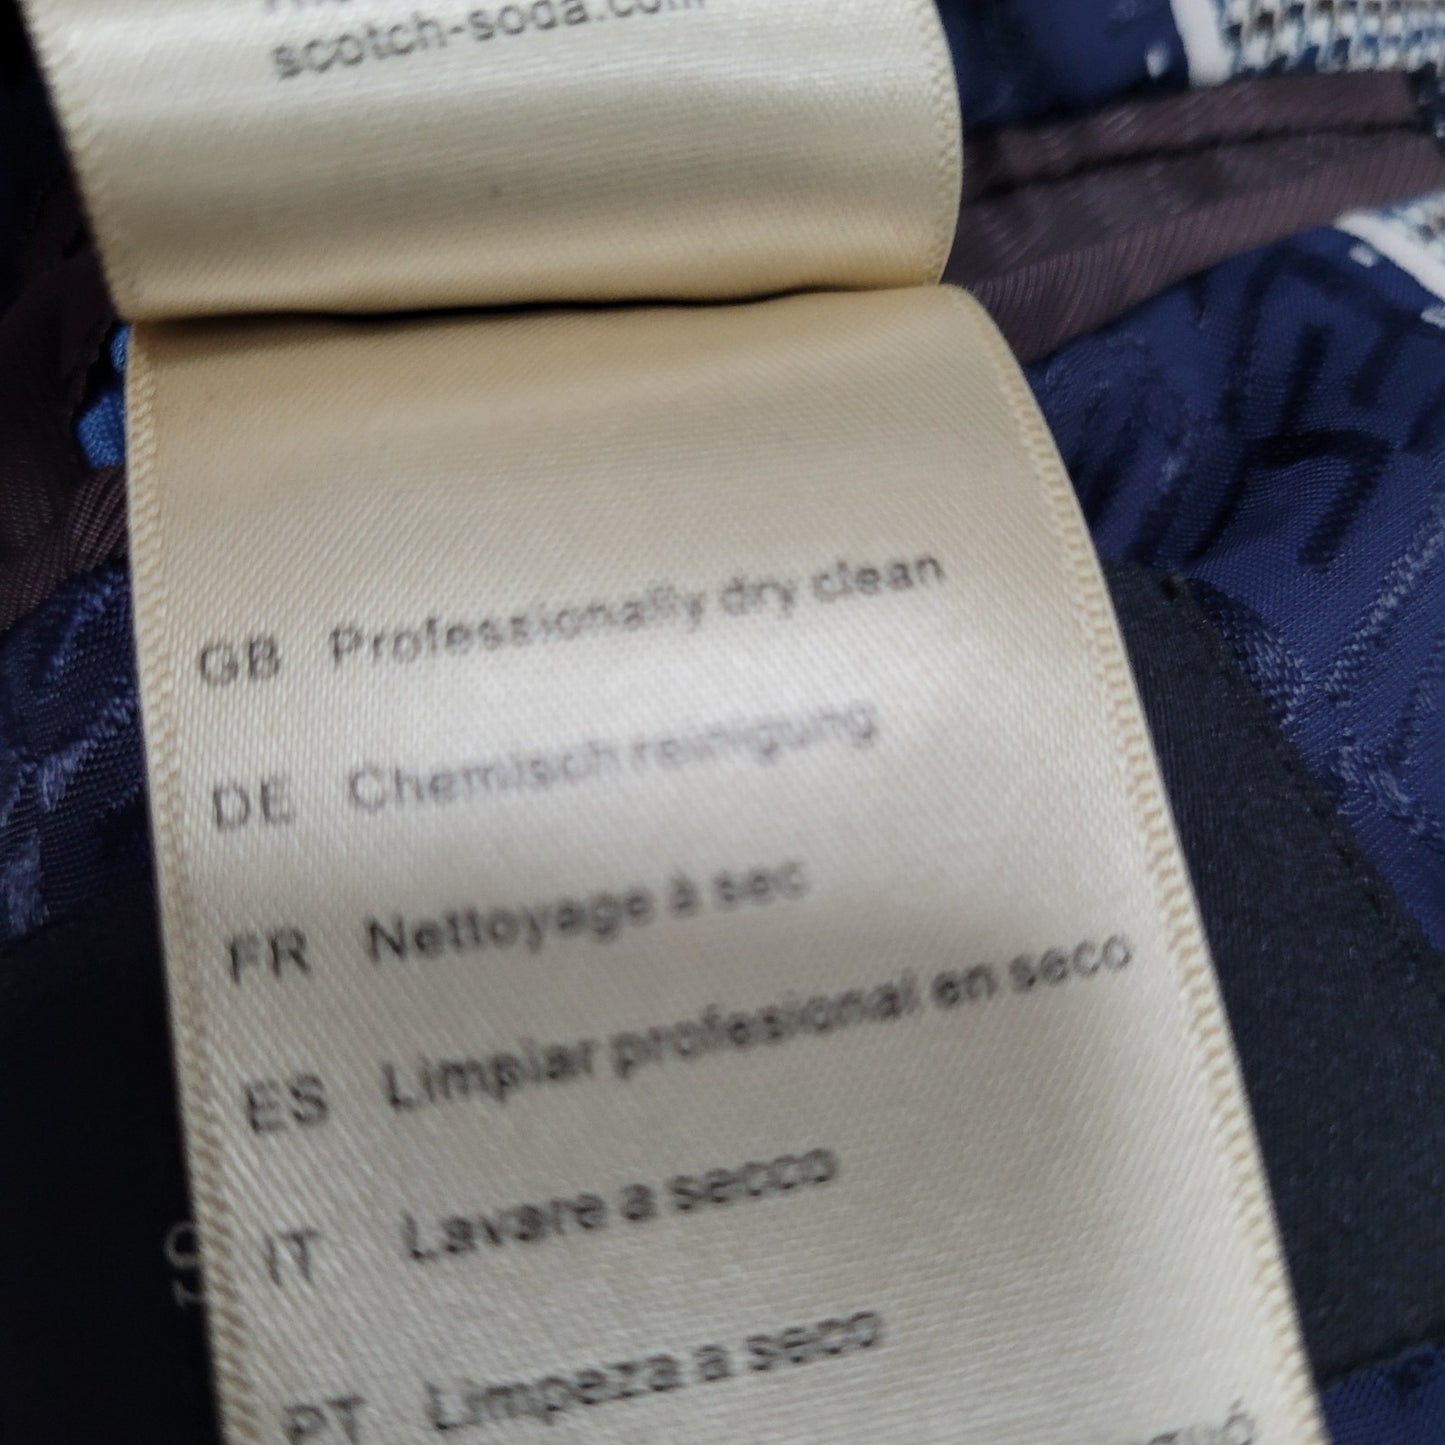 scotch-soda.com
GB Professionally dry clean
DE Chemisch reinigung
FR Nettoyage à sec
ES Limpiar profesional en seco
IT Lavare a secco
PT Limpeza a seco